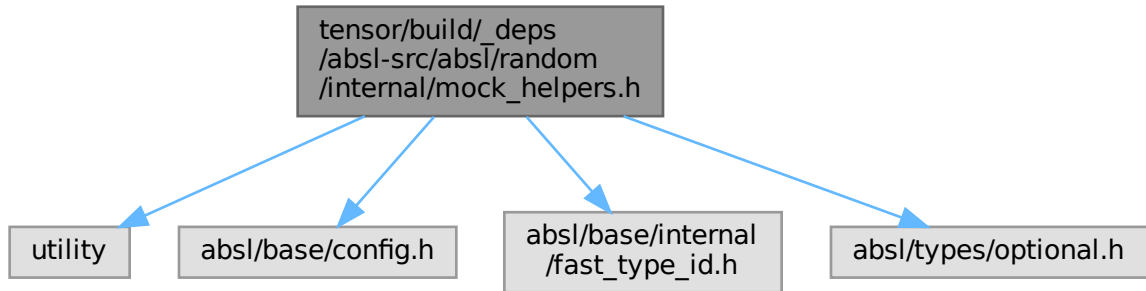 tensor/build/_deps
/absl-src/absl/random
/internal/mock_helpers.h
utility
absl/base/config.h
absl/base/internal
/fast_type_id.h
absl/types/optional.h